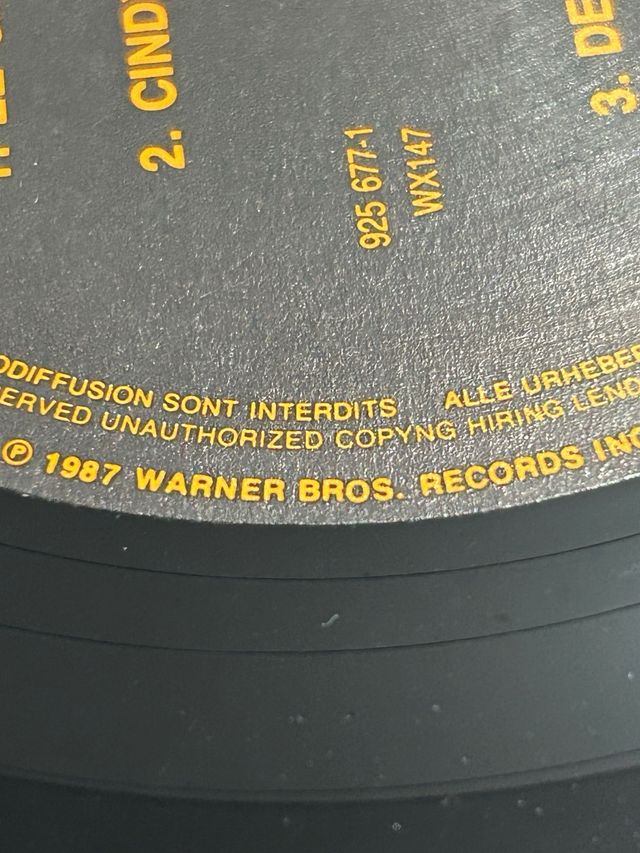 2. CIND
3. DE
925 677-1
WX147
ODIFFUSION SONT INTERDITS ALLE URHEBER
ERVED UNAUTHORIZED COPYNG HIRING LEND
℗ 1987 WARNER BROS. RECORDS INC